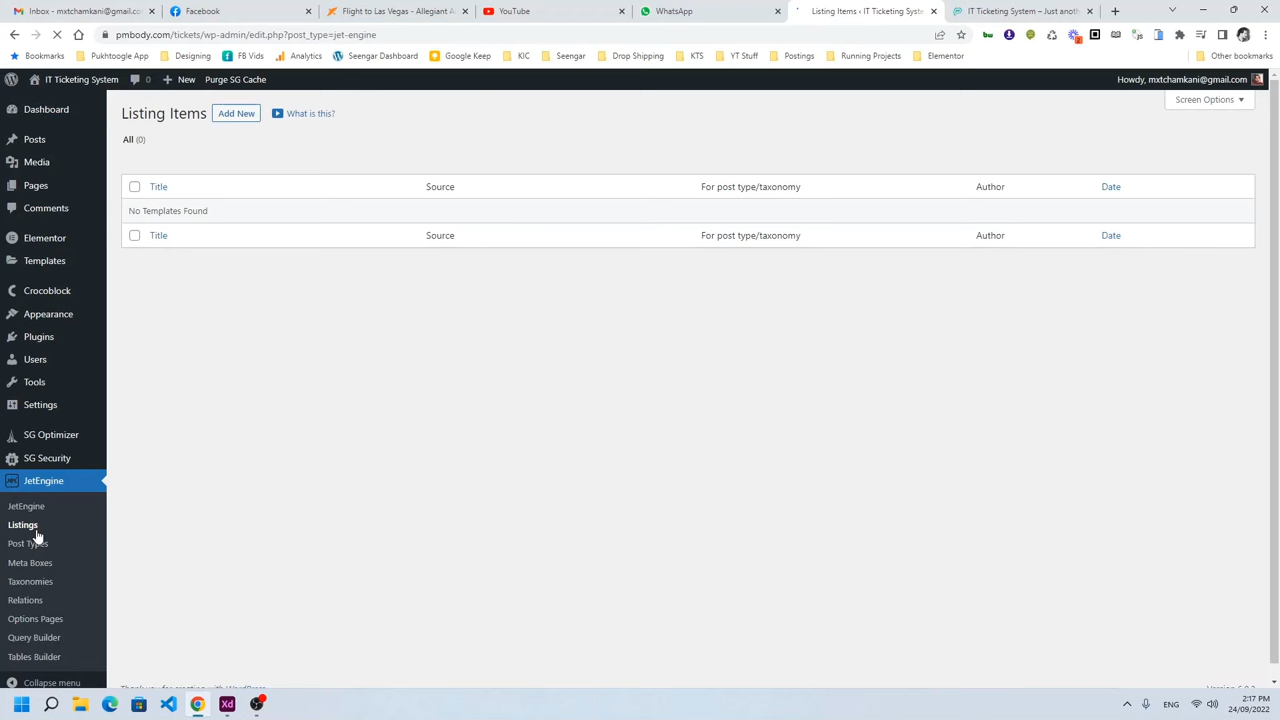 Inbox - mxtchamkani@gmail.co
Facebook
Flight to Las Vegas - Allegiant A
YouTube
WhatsApp
Listing Items ‹ IT Ticketing Syste
IT Ticketing System – Just anoth
pmbody.com/tickets/wp-admin/edit.php?post_type=jet-engine
Bookmarks
Pukhtoogle App
Designing
FB Vids
Analytics
Seengar Dashboard
Google Keep
KIC
Seengar
Drop Shipping
KTS
YT Stuff
Postings
Running Projects
Elementor
Other bookmarks
IT Ticketing System
0
New
Purge SG Cache
Howdy, mxtchamkani@gmail.com
Dashboard
Posts
Media
Pages
Comments
Elementor
Templates
Crocoblock
Appearance
Plugins
Users
Tools
Settings
SG Optimizer
SG Security
JetEngine
JetEngine
Listings
Post Types
Meta Boxes
Taxonomies
Relations
Options Pages
Query Builder
Tables Builder
Collapse menu
Screen Options
Listing Items
Add New
What is this?
All (0)
Title
Source
For post type/taxonomy
Author
Date
No Templates Found
Title
Source
For post type/taxonomy
Author
Date
Xd
ENG
2:17 PM
24/09/2022